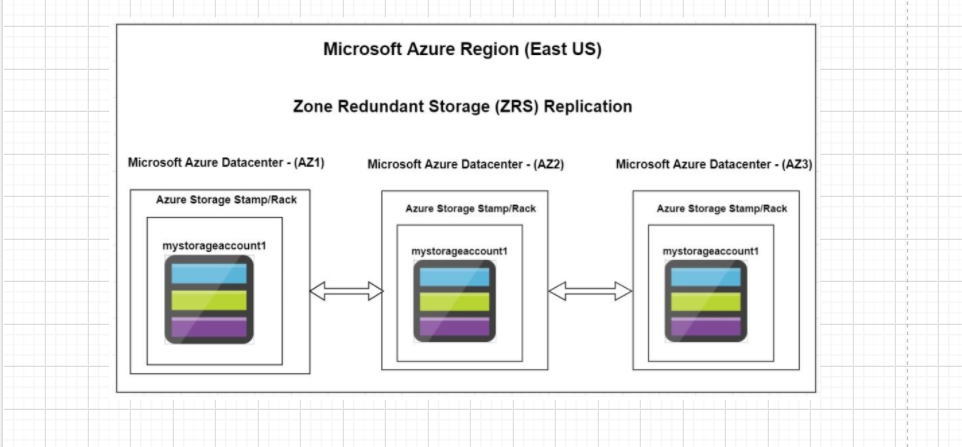 Microsoft Azure Region (East US)
Zone Redundant Storage (ZRS) Replication
Microsoft Azure Datacenter - (AZ1)
Microsoft Azure Datacenter - (AZ2)
Microsoft Azure Datacenter - (AZ3)
Azure Storage Stamp/Rack
Azure Storage Stamp/Rack
Azure Storage Stamp/Rack
mystorageaccount1
mystorageaccount1
mystorageaccount1